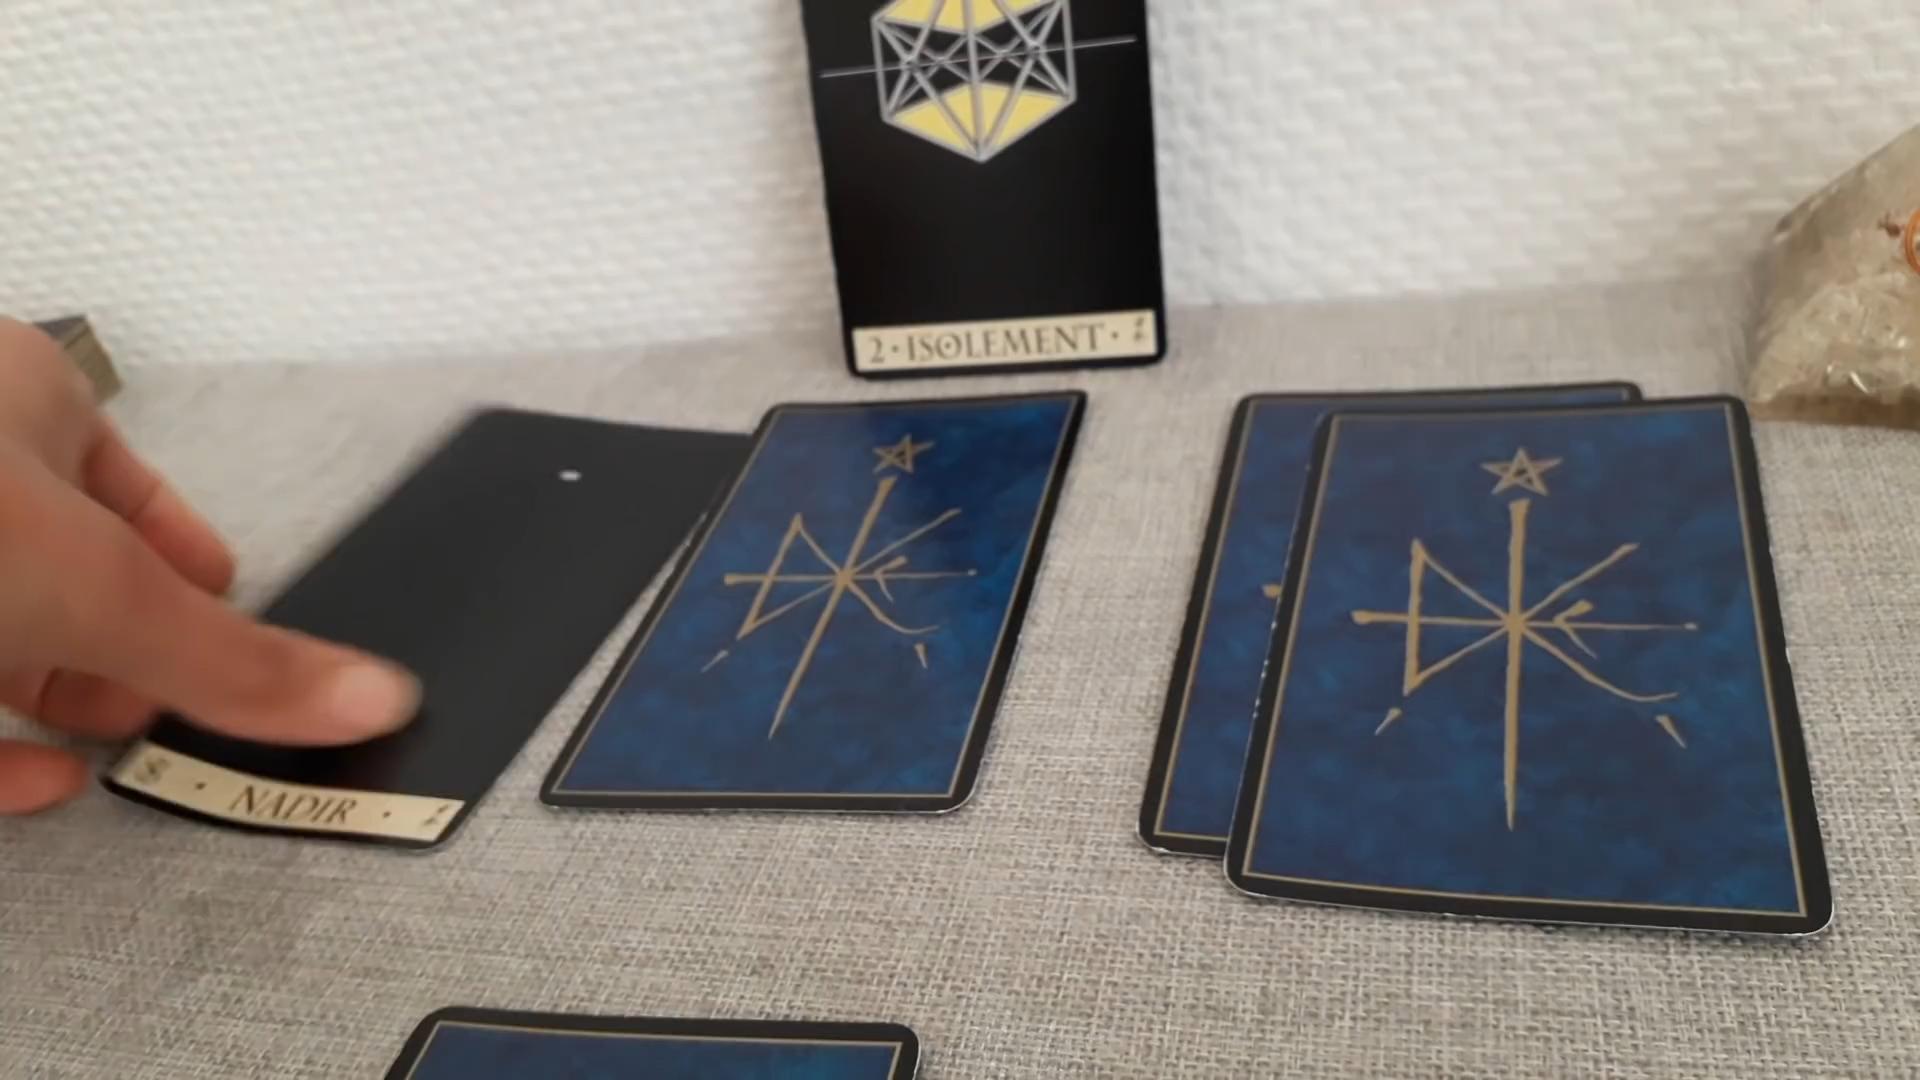 2 · ISOLEMENT ·
· NADIR ·